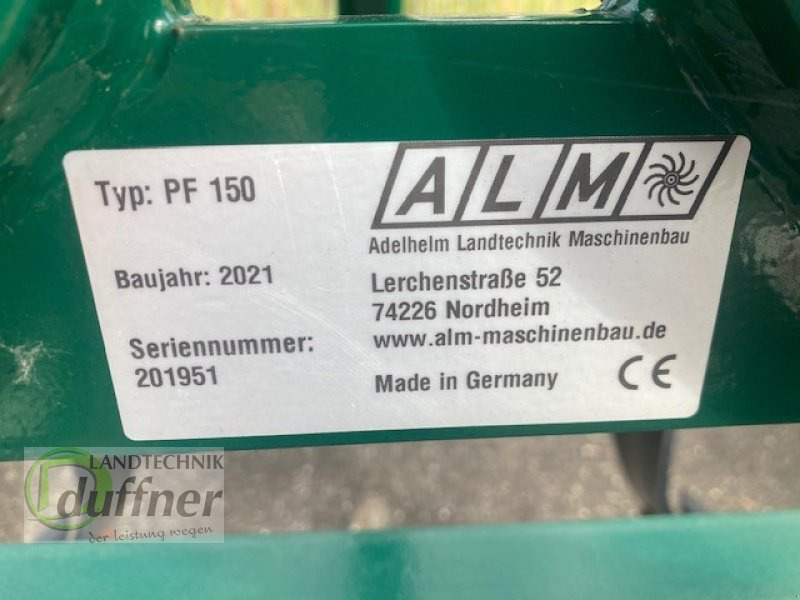 Typ: PF 150
Baujahr: 2021
Seriennummer:
201951
ALM
Adelhelm Landtechnik Maschinenbau
Lerchenstraße 52
74226 Nordheim
www.alm-maschinenbau.de
Made in Germany
CE
LANDTECHNIK
duffner
der leistung wegen